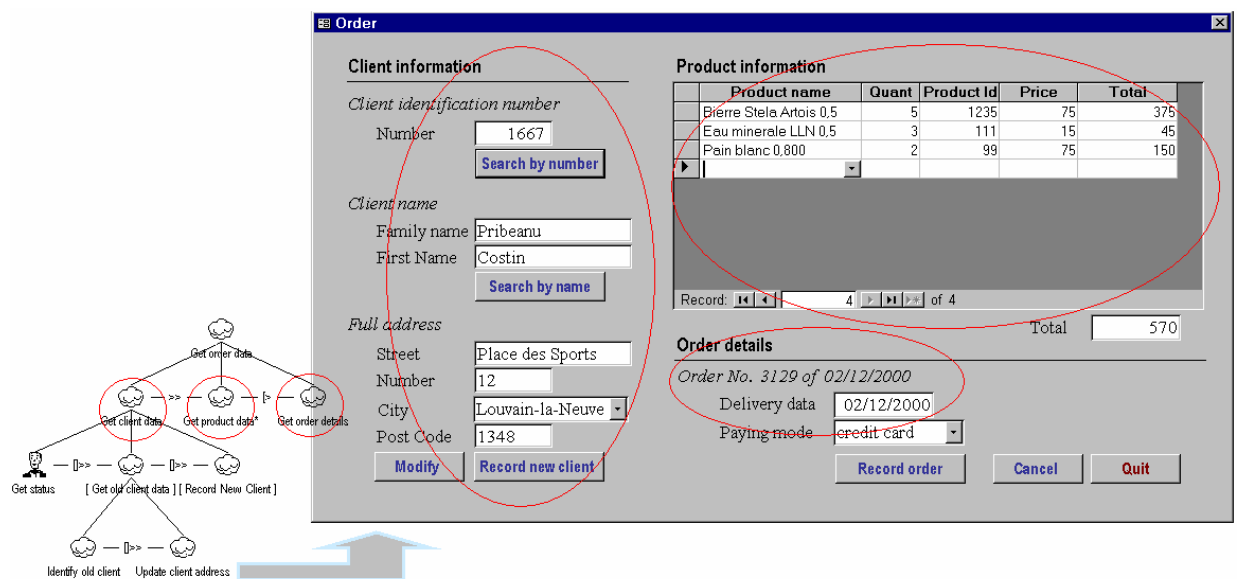 Order
Client information
Client identification number
Number 1667
Search by number
Client name
Family name Pribeanu
First Name Costin
Search by name
Full address
Street Place des Sports
Number 12
City Louvain-la-Neuve
Post Code 1348
Modify Record new client
Product information
Product name Quant Product Id Price Total
Bierre Stela Artois 0,5 5 1235 75 375
Eau minerale LLN 0,5 3 111 15 45
Pain blanc 0,800 2 99 75 150
Record: 4 of 4
Total 570
Order details
Order No. 3129 of 02/12/2000
Delivery data 02/12/2000
Paying mode credit card
Record order Cancel Quit
Get order data
>> [>
Get client data Get product data* Get order details
[]>> []>>
Get status [ Get old client data ] [ Record New Client ]
[]>>
Identify old client Update client address